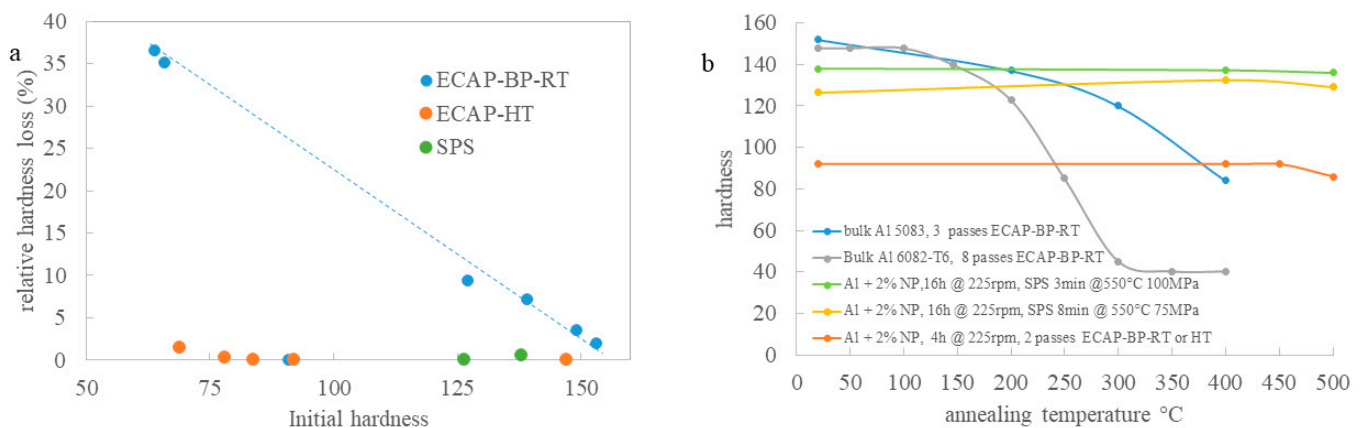 a
relative hardness loss (%)
40
35
30
25
20
15
10
5
0
50
75
100
125
150
Initial hardness
ECAP-BP-RT
ECAP-HT
SPS
b
hardness
160
140
120
100
80
60
40
20
0
0
50
100
150
200
250
300
350
400
450
500
annealing temperature °C
bulk Al 5083, 3 passes ECAP-BP-RT
Bulk Al 6082-T6, 8 passes ECAP-BP-RT
Al + 2% NP,16h @ 225rpm, SPS 3min @550°C 100MPa
Al + 2% NP, 16h @ 225rpm, SPS 8min @ 550°C 75MPa
Al + 2% NP, 4h @ 225rpm, 2 passes ECAP-BP-RT or HT